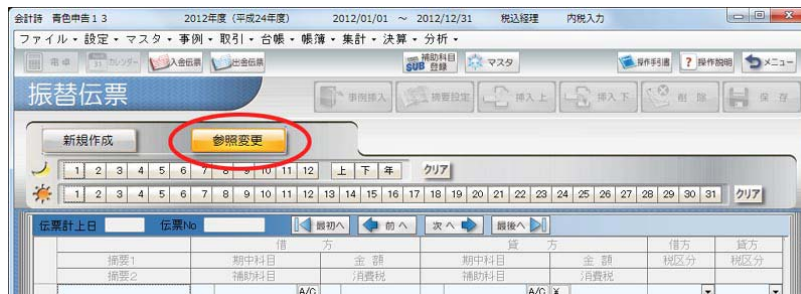 会計詩 青色申告13 2012年度（平成24年度） 2012/01/01 ～ 2012/12/31 税込経理 内税入力
ファイル・設定・マスタ・事例・取引・台帳・帳簿・集計・決算・分析・
電卓 カレンダー 入金伝票 出金伝票 SUB 補助科目登録 マスタ 操作手引書 ? 操作説明 メニュー
振替伝票 事例挿入 摘要設定 挿入上 挿入下 削除 保存
新規作成 参照変更
1 2 3 4 5 6 7 8 9 10 11 12 上 下 年 クリア
1 2 3 4 5 6 7 8 9 10 11 12 13 14 15 16 17 18 19 20 21 22 23 24 25 26 27 28 29 30 31 クリア
伝票計上日 伝票No 最初へ 前へ 次へ 最後へ
借方 貸方 借方 貸方
摘要1 期中科目 金額 期中科目 金額 税区分 税区分
摘要2 補助科目 消費税 補助科目 消費税
A/C A/C ¥